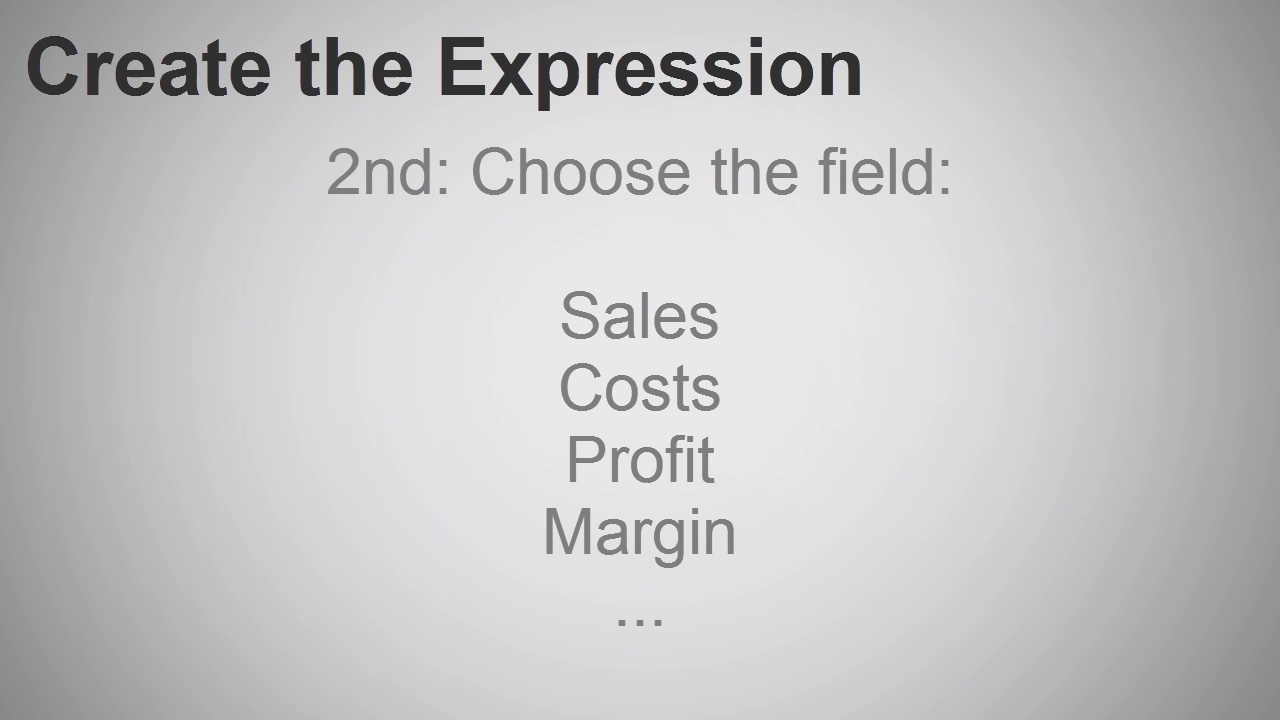 Create the Expression
2nd: Choose the field:
Sales
Costs
Profit
Margin
...